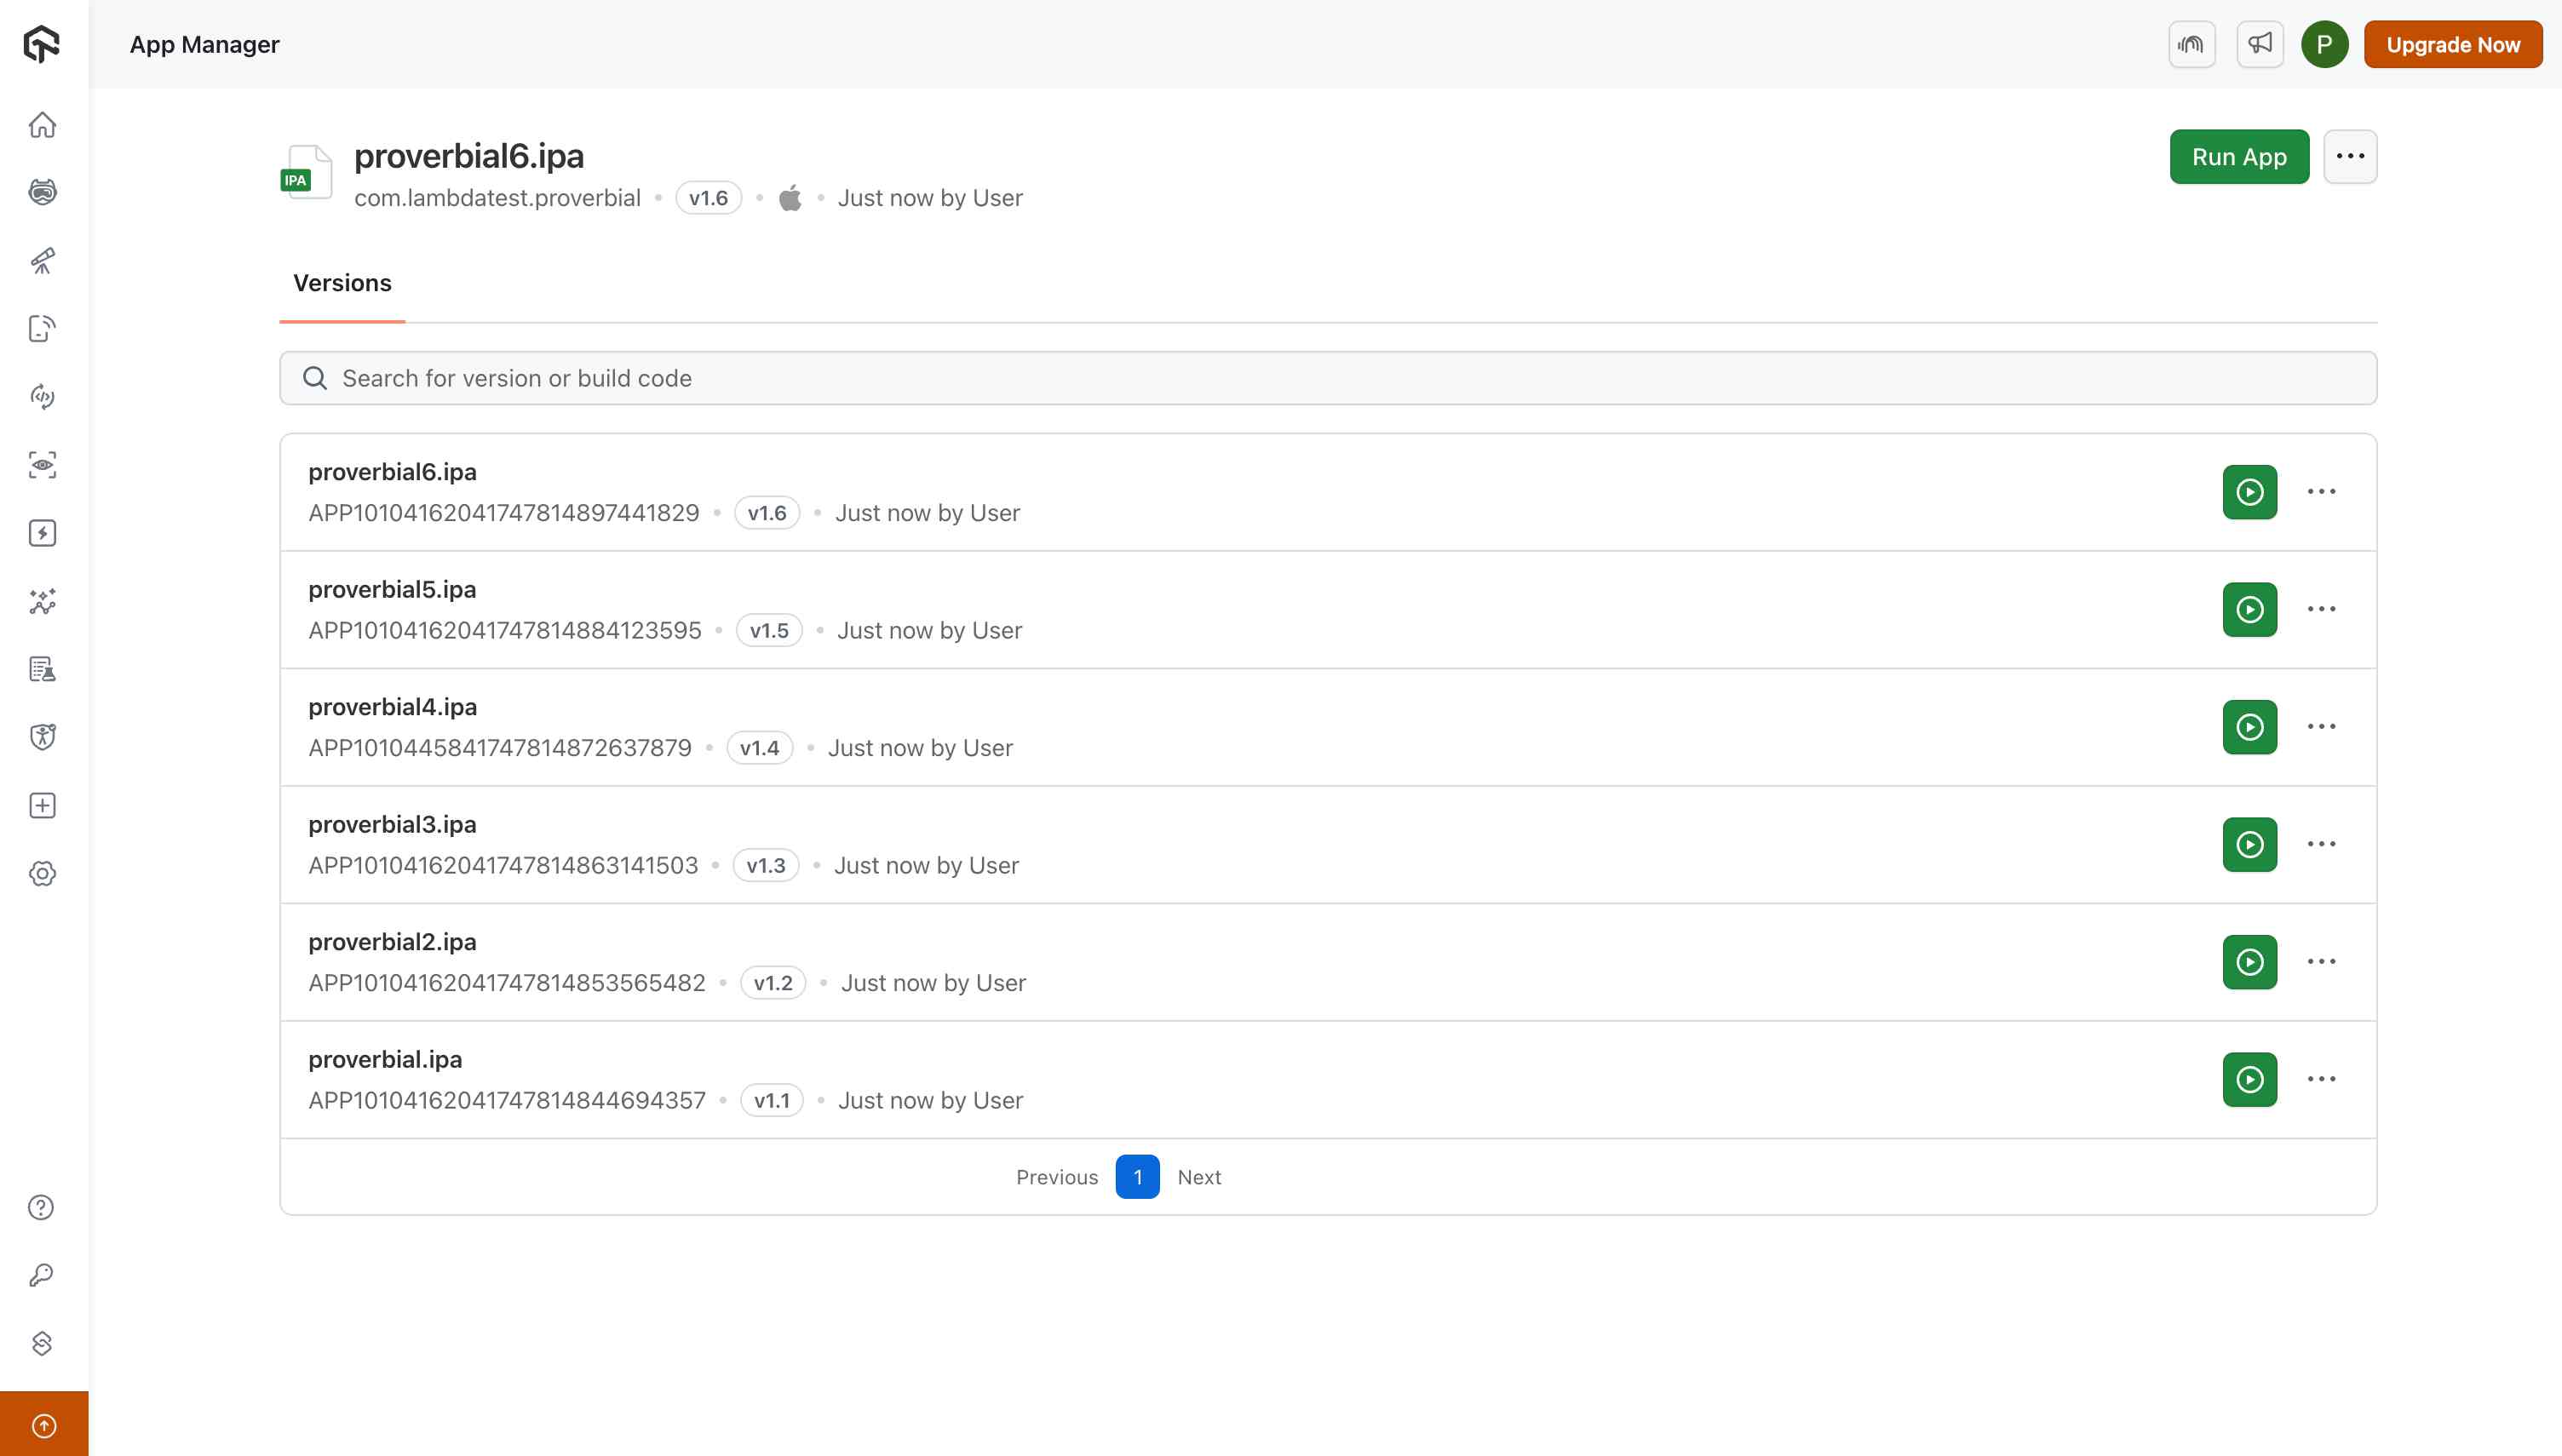 App Manager
P
Upgrade Now
IPA
proverbial6.ipa
com.lambdatest.proverbial • v1.6 • • Just now by User
Run App
Versions
Search for version or build code
proverbial6.ipa
APP10104162041747814897441829 • v1.6 • Just now by User
proverbial5.ipa
APP10104162041747814884123595 • v1.5 • Just now by User
proverbial4.ipa
APP1010445841747814872637879 • v1.4 • Just now by User
proverbial3.ipa
APP10104162041747814863141503 • v1.3 • Just now by User
proverbial2.ipa
APP10104162041747814853565482 • v1.2 • Just now by User
proverbial.ipa
APP10104162041747814844694357 • v1.1 • Just now by User
Previous 1 Next